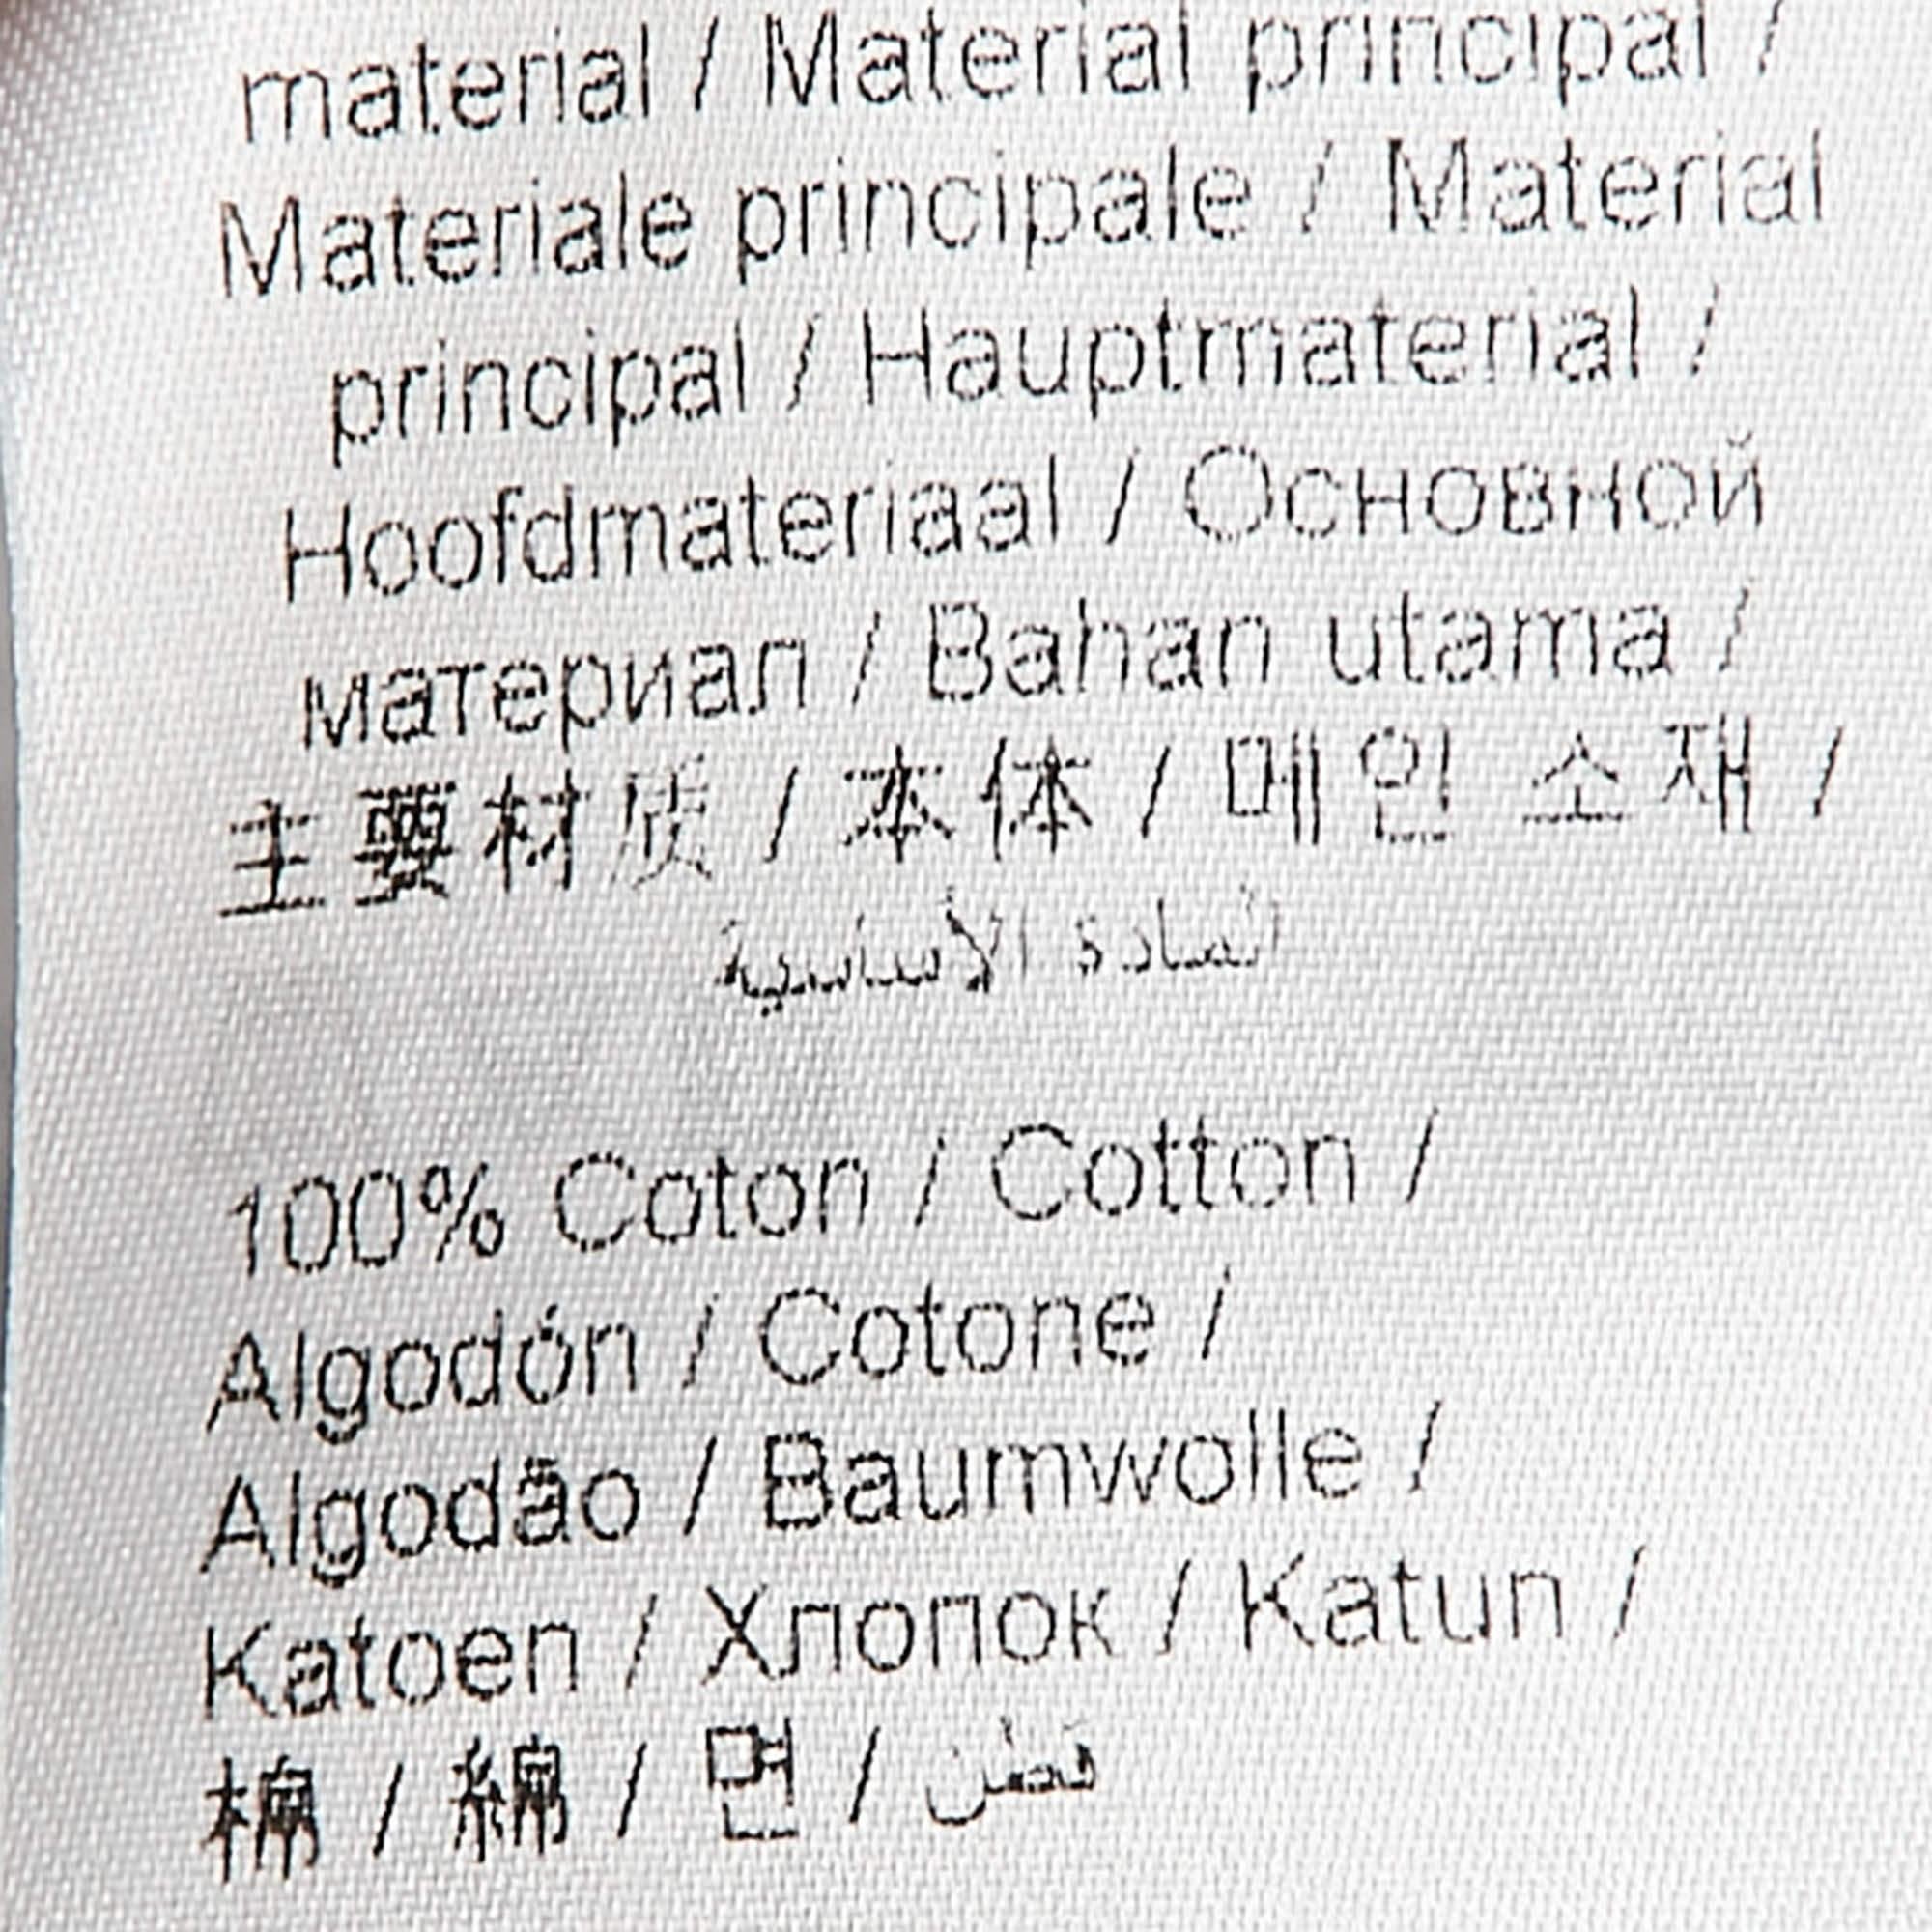 material / Material principal /
Materiale principale / Material
principal / Hauptmaterial /
Hoofdmateriaal / Основной
материал / Bahan utama /
主要材质 / 本体 / 메인 소재 /
المادة الأساسية
100% Coton / Cotton /
Algodón / Cotone /
Algodão / Baumwolle /
Katoen / Хлопок / Katun /
棉 / 綿 / 면 / قطن